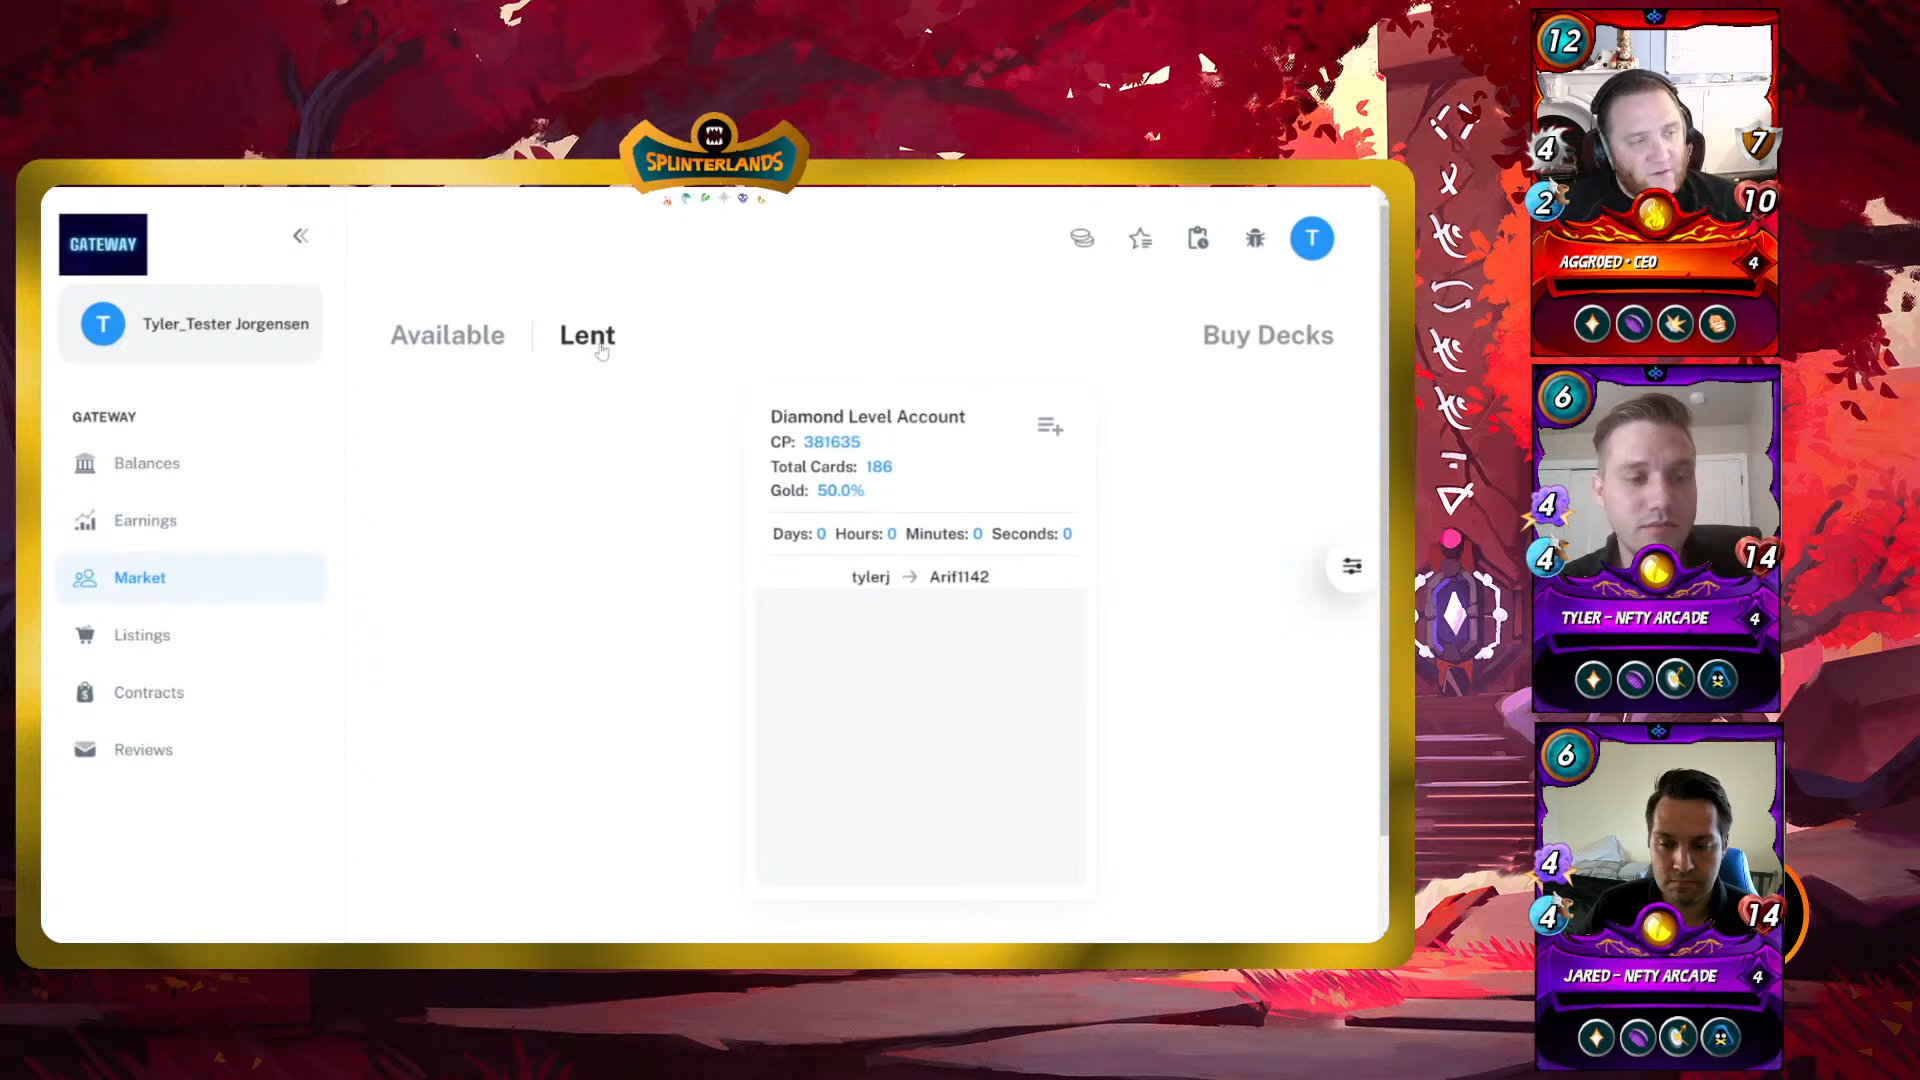 SPLINTERLANDS
GATEWAY
T
Tyler_Tester Jorgensen
GATEWAY
Balances
Earnings
Market
Listings
Contracts
Reviews
T
Available
Lent
Buy Decks
Diamond Level Account
CP: 381635
Total Cards: 186
Gold: 50.0%
Days: 0 Hours: 0 Minutes: 0 Seconds: 0
tylerj → Arif1142
12
4
7
2
10
AGGROED - CEO
4
6
4
4
14
TYLER - NFTY ARCADE
4
6
4
4
14
JARED - NFTY ARCADE
4